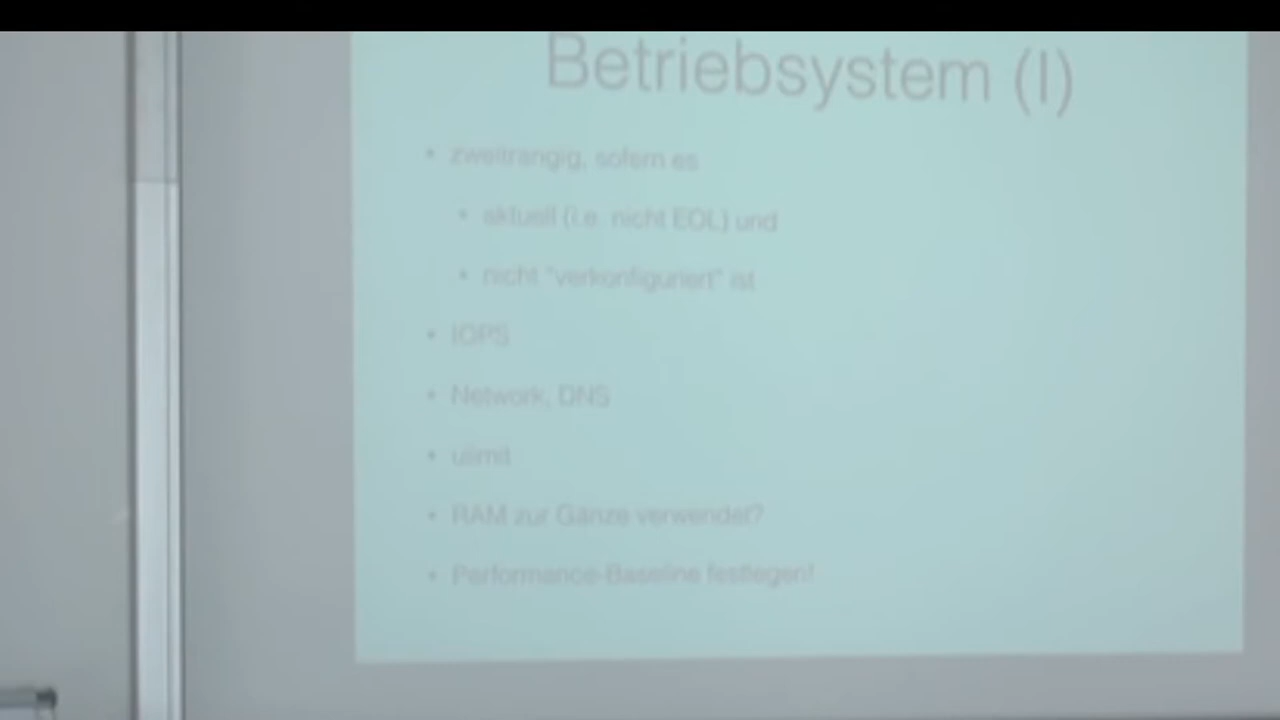 Betriebsystem (I)
• zweitrangig, sofern es
• aktuell (i.e. nicht EOL) und
• nicht "verkonfiguriert" ist
• IOPS
• Network, DNS
• ulimit
• RAM zur Gänze verwendet?
• Performance-Baseline festlegen!